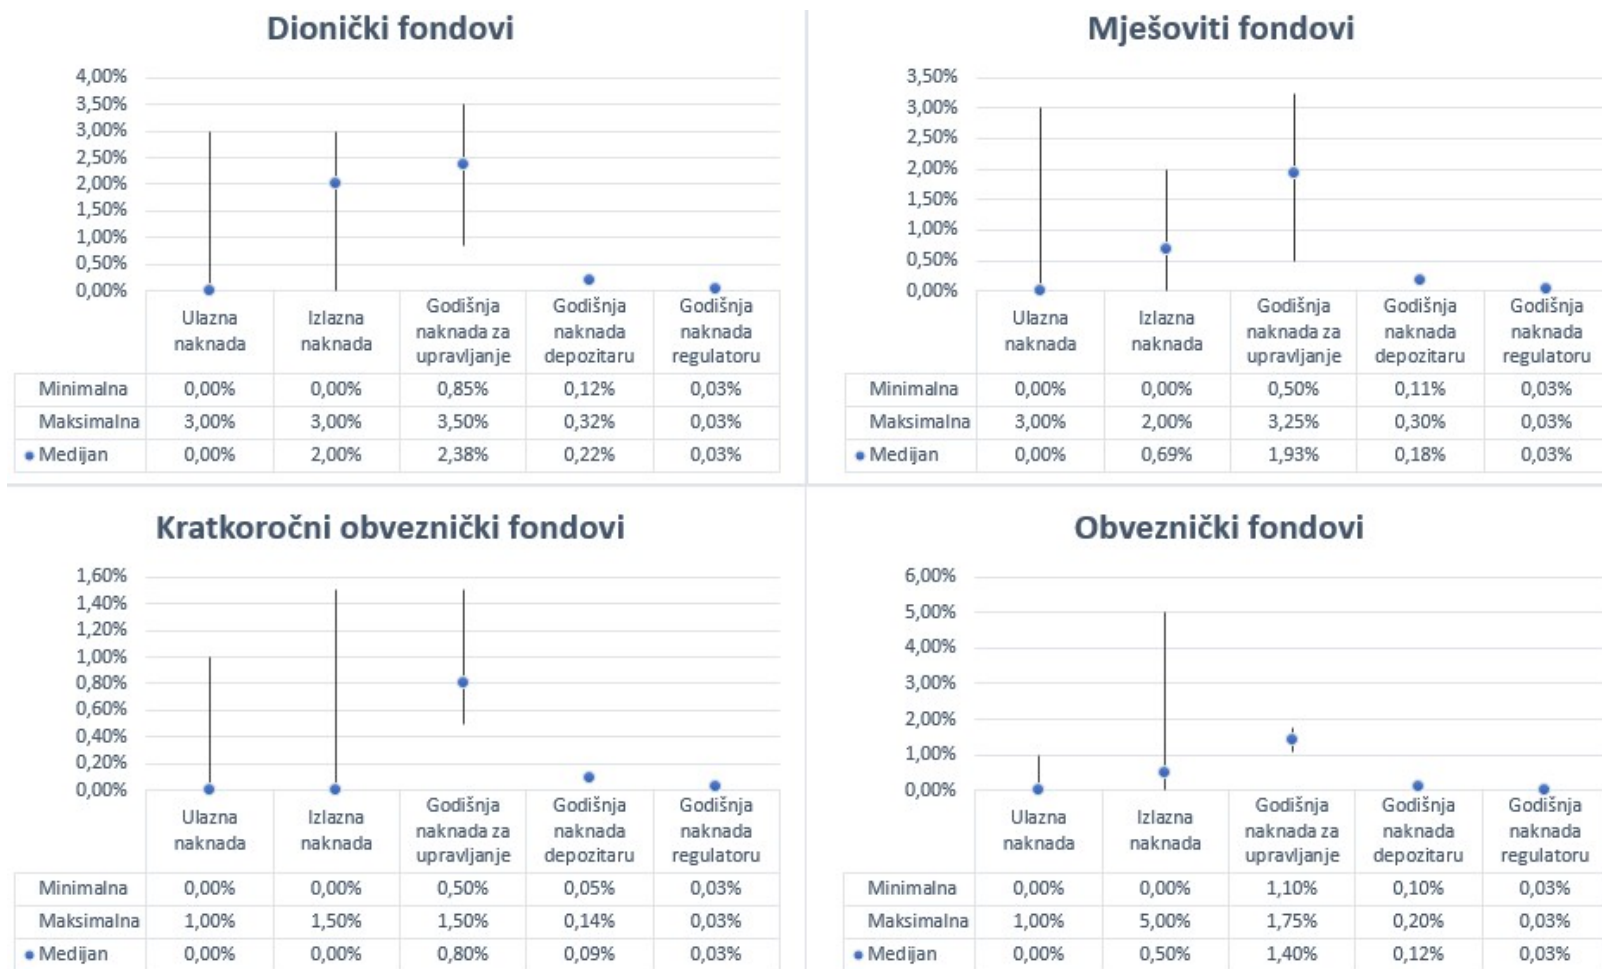 Dionički fondovi
4,00%
3,50%
3,00%
2,50%
2,00%
1,50%
1,00%
0,50%
0,00%
Ulazna naknada
Izlazna naknada
Godišnja naknada za upravljanje
Godišnja naknada depozitaru
Godišnja naknada regulatoru
Minimalna 0,00% 0,00% 0,85% 0,12% 0,03%
Maksimalna 3,00% 3,00% 3,50% 0,32% 0,03%
Medijan 0,00% 2,00% 2,38% 0,22% 0,03%
Mješoviti fondovi
3,50%
3,00%
2,50%
2,00%
1,50%
1,00%
0,50%
0,00%
Ulazna naknada
Izlazna naknada
Godišnja naknada za upravljanje
Godišnja naknada depozitaru
Godišnja naknada regulatoru
Minimalna 0,00% 0,00% 0,50% 0,11% 0,03%
Maksimalna 3,00% 2,00% 3,25% 0,30% 0,03%
Medijan 0,00% 0,69% 1,93% 0,18% 0,03%
Kratkoročni obveznički fondovi
1,60%
1,40%
1,20%
1,00%
0,80%
0,60%
0,40%
0,20%
0,00%
Ulazna naknada
Izlazna naknada
Godišnja naknada za upravljanje
Godišnja naknada depozitaru
Godišnja naknada regulatoru
Minimalna 0,00% 0,00% 0,50% 0,05% 0,03%
Maksimalna 1,00% 1,50% 1,50% 0,14% 0,03%
Medijan 0,00% 0,00% 0,80% 0,09% 0,03%
Obveznički fondovi
6,00%
5,00%
4,00%
3,00%
2,00%
1,00%
0,00%
Ulazna naknada
Izlazna naknada
Godišnja naknada za upravljanje
Godišnja naknada depozitaru
Godišnja naknada regulatoru
Minimalna 0,00% 0,00% 1,10% 0,10% 0,03%
Maksimalna 1,00% 5,00% 1,75% 0,20% 0,03%
Medijan 0,00% 0,50% 1,40% 0,12% 0,03%